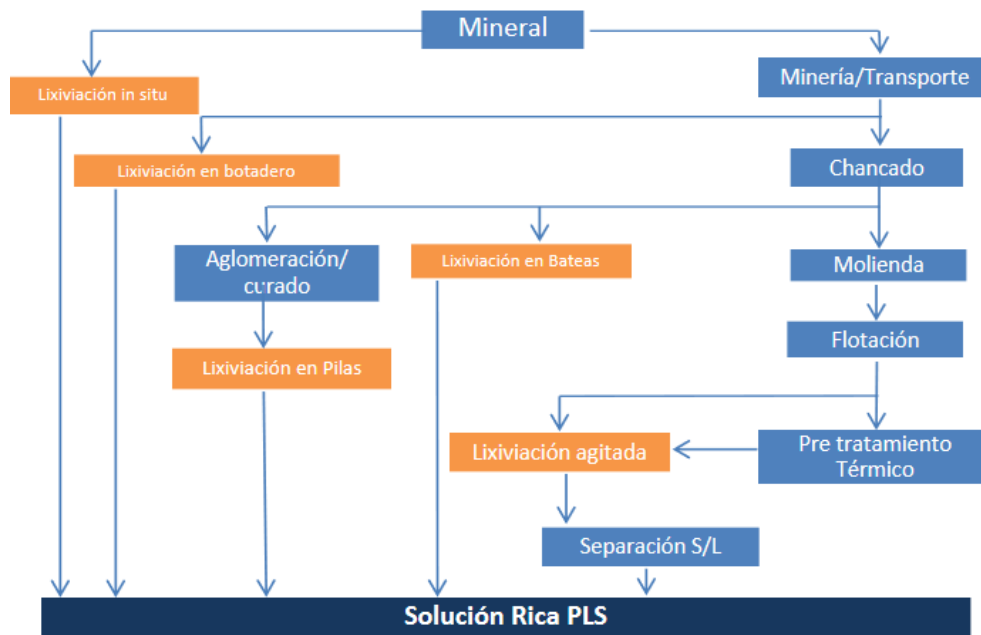 Mineral
Lixiviación in situ
Minería/Transporte
Lixiviación en botadero
Chancado
Aglomeración/
curado
Lixiviación en Bateas
Molienda
Flotación
Lixiviación en Pilas
Lixiviación agitada
Pre tratamiento
Térmico
Separación S/L
Solución Rica PLS